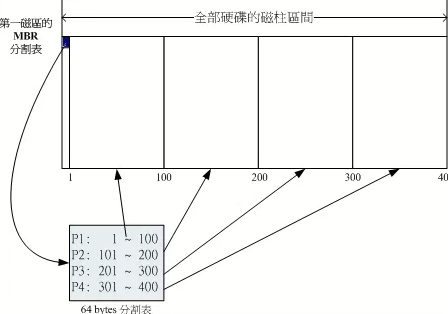 全部硬碟的磁柱區間
第一磁區的
MBR
分割表
1 100 200 300 40
P1: 1 ~ 100
P2: 101 ~ 200
P3: 201 ~ 300
P4: 301 ~ 400
64 bytes 分割表